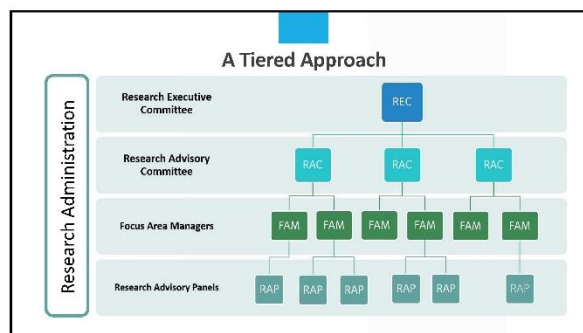 A Tiered Approach
Research Administration
Research Executive
Committee
REC
Research Advisory
Committee
RAC RAC RAC
Focus Area Managers
FAM FAM FAM FAM FAM FAM
Research Advisory Panels
RAP RAP RAP RAP RAP RAP